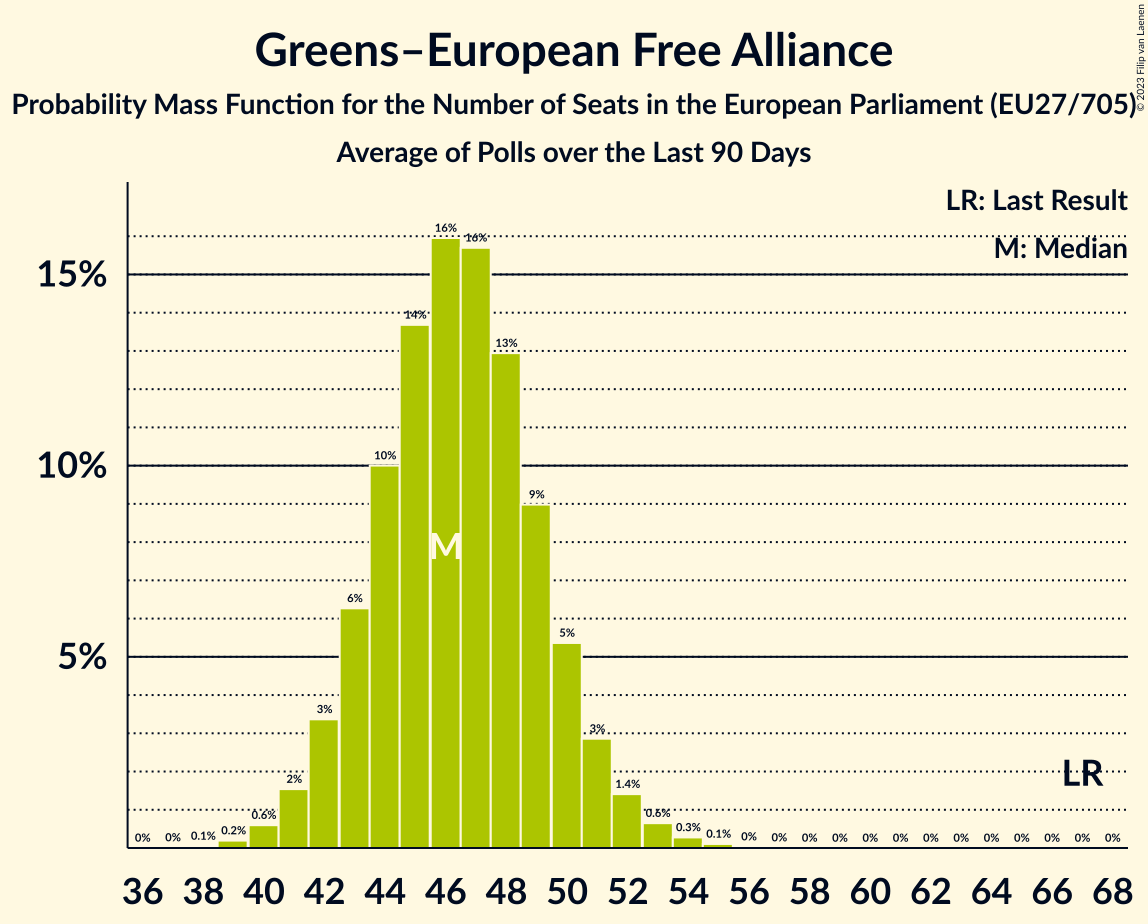 Greens–European Free Alliance
Probability Mass Function for the Number of Seats in the European Parliament (EU27/705)
Average of Polls over the Last 90 Days
© 2023 Filip van Laenen
LR: Last Result
M: Median
15%
10%
5%
0% 0% 0.1% 0.2% 0.6% 2% 3% 6% 10% 14% 16% 16% 13% 9% 5% 3% 1.4% 0.6% 0.3% 0.1% 0% 0% 0% 0% 0% 0% 0% 0% 0% 0% 0% 0% 0%
M
LR
36 38 40 42 44 46 48 50 52 54 56 58 60 62 64 66 68